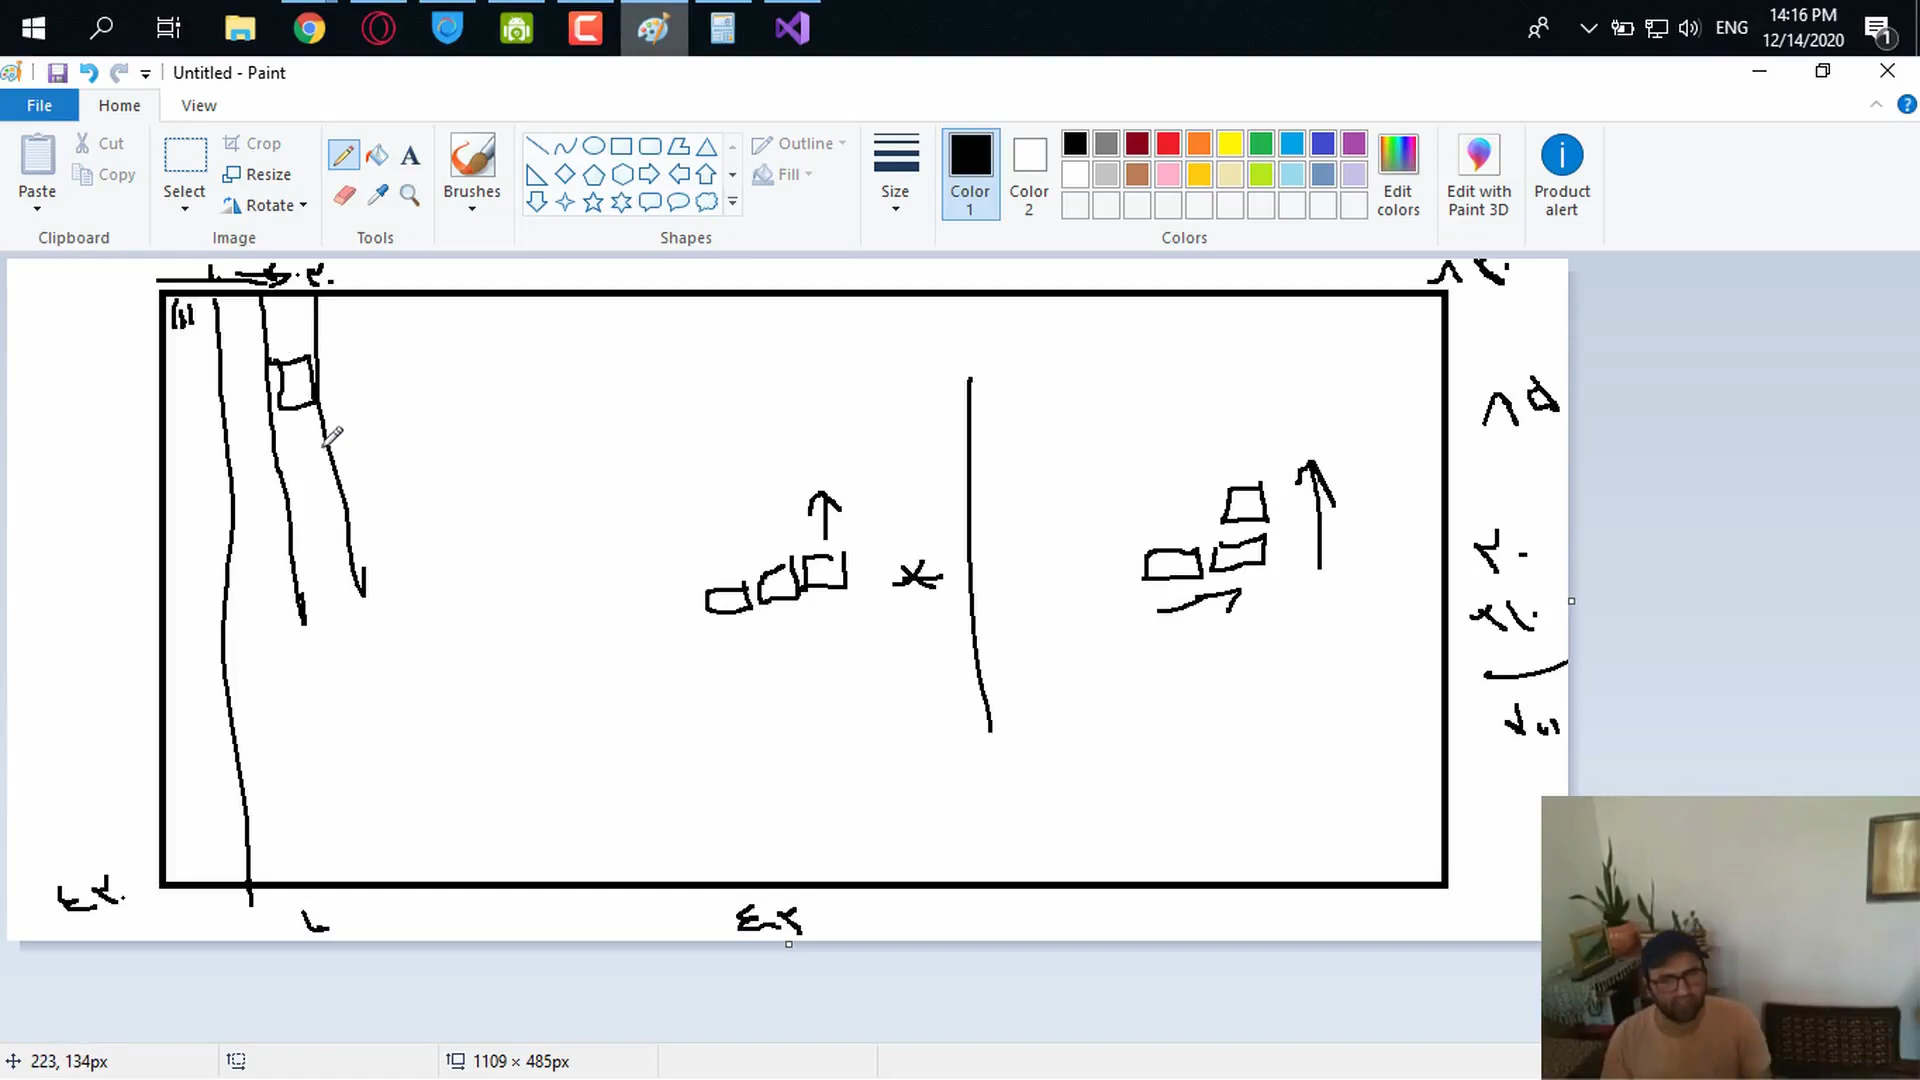 ENG
14:16 PM
12/14/2020
1
Untitled - Paint
File
Home
View
Paste
Cut
Copy
Clipboard
Select
Crop
Resize
Rotate
Image
Tools
Brushes
Shapes
Outline
Fill
Size
Color 1
Color 2
Edit colors
Edit with Paint 3D
Product alert
Colors
223, 134px
1109 × 485px